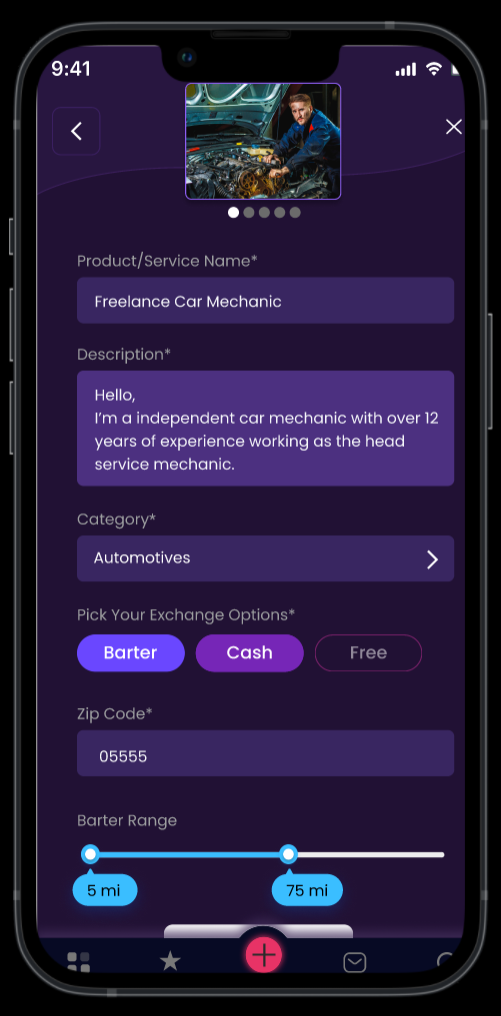 9:41
Product/Service Name*
Freelance Car Mechanic
Description*
Hello,
I'm a independent car mechanic with over 12
years of experience working as the head
service mechanic.
Category*
Automotives
Pick Your Exchange Options*
Barter Cash Free
Zip Code*
05555
Barter Range
5 mi 75 mi